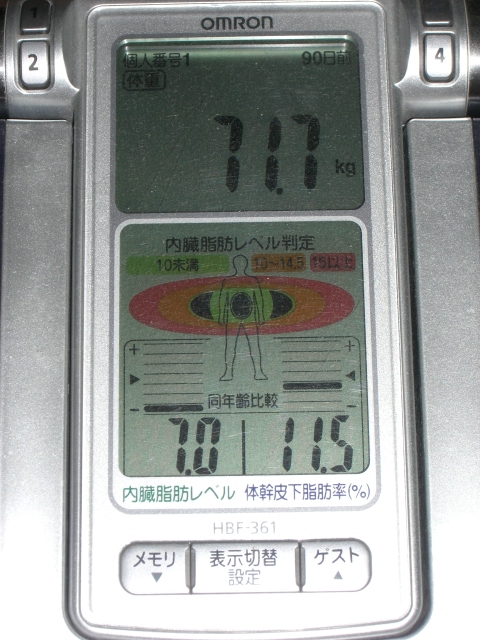 OMRON
1
2
4
個人番号1 90日前
体重
71.7 kg
内臓脂肪レベル判定
10未満 10~14.5 15以上
+ +
同年齢比較
- -
7.0 11.5
内臓脂肪レベル 体幹皮下脂肪率(%)
HBF-361
メモリ 表示切替 ゲスト
▼ 設定 ▲